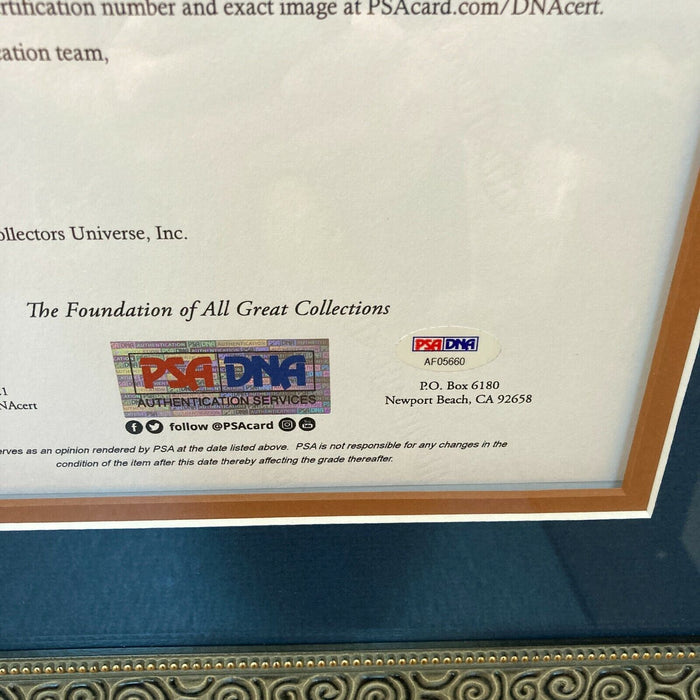 rtification number and exact image at PSAcard.com/DNAcert.
ation team,
ollectors Universe, Inc.
The Foundation of All Great Collections
PSA DNA
AUTHENTICATION SERVICES
PSA DNA
AF05660
.1
NAcert
P.O. Box 6180
Newport Beach, CA 92658
follow @PSAcard
erves as an opinion rendered by PSA at the date listed above. PSA is not responsible for any changes in the
condition of the item after this date thereby affecting the grade thereafter.